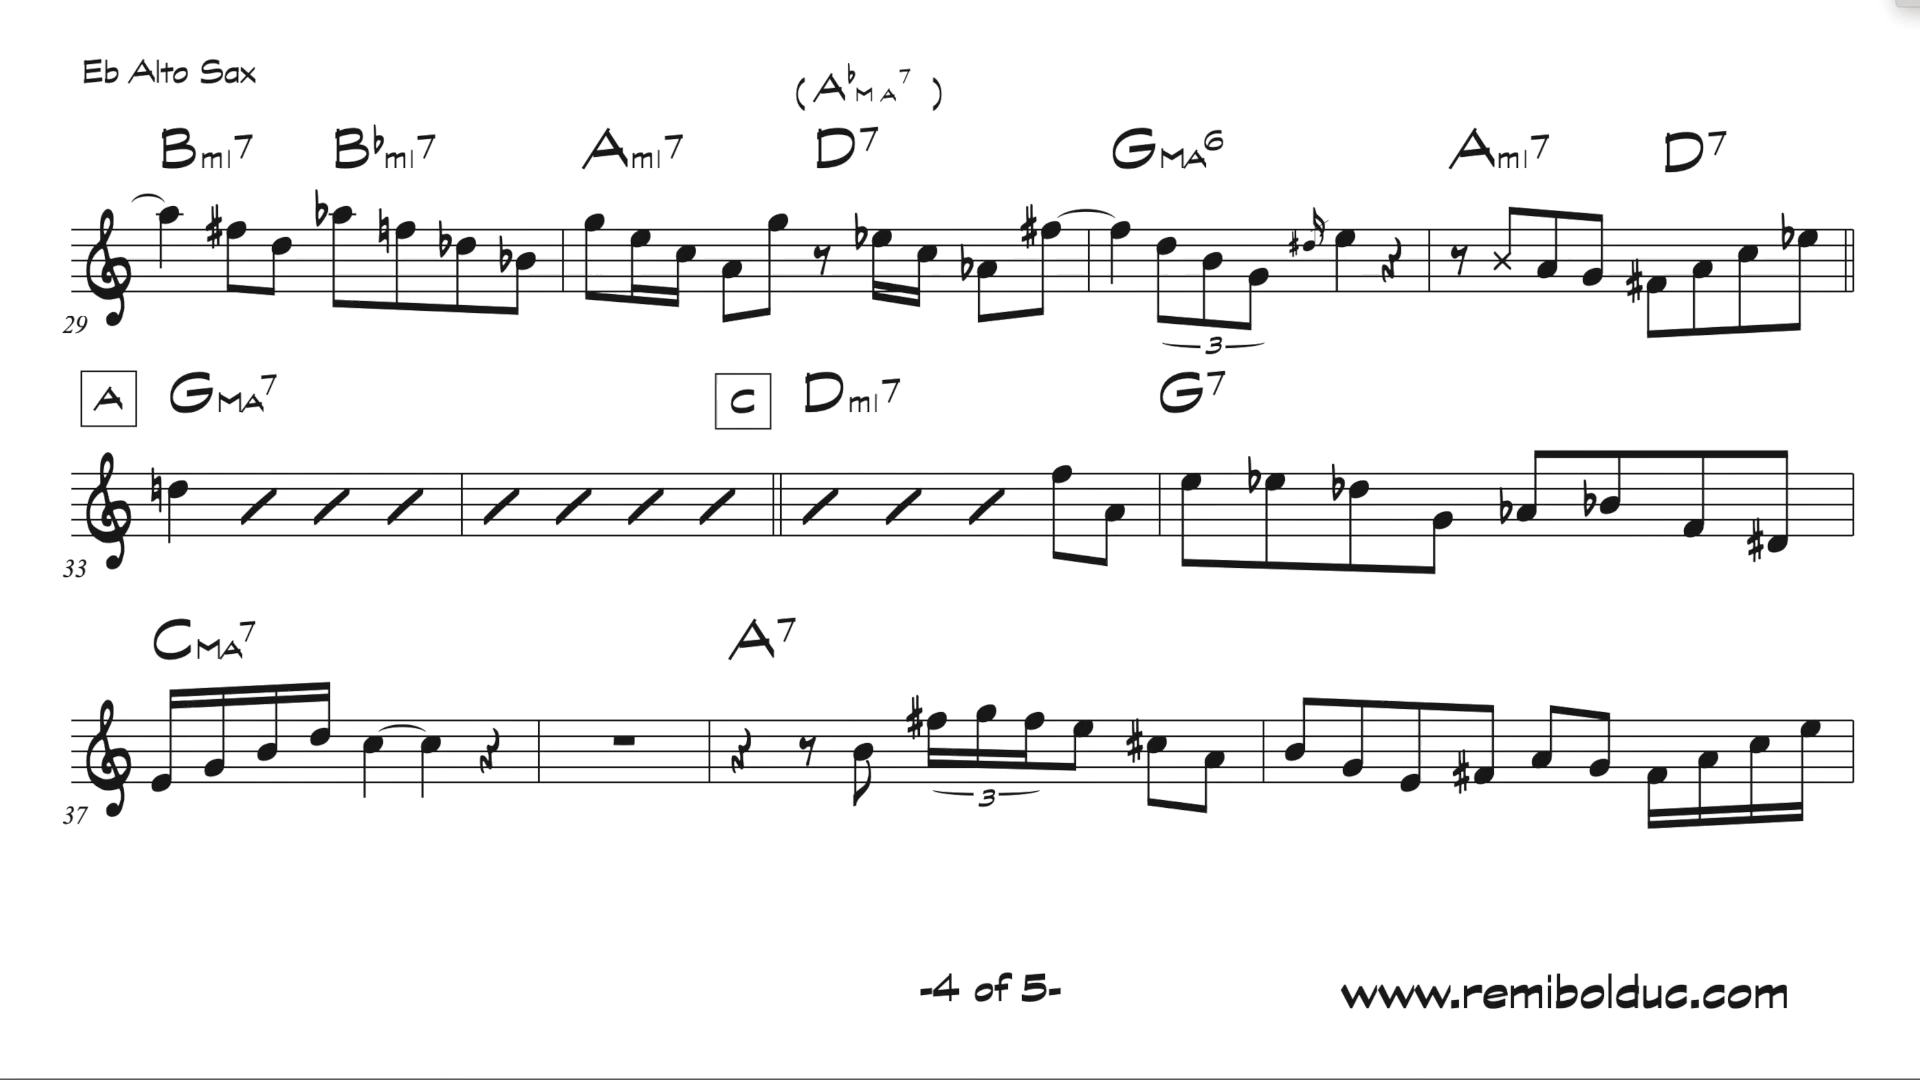 Eb Alto Sax
(A♭MA7)
Bmi7 B♭mi7 Ami7 D7 GMA6 Ami7 D7
29
3
A GMA7 C Dmi7 G7
33
CMA7 A7
3
37
-4 of 5- www.remibolduc.com